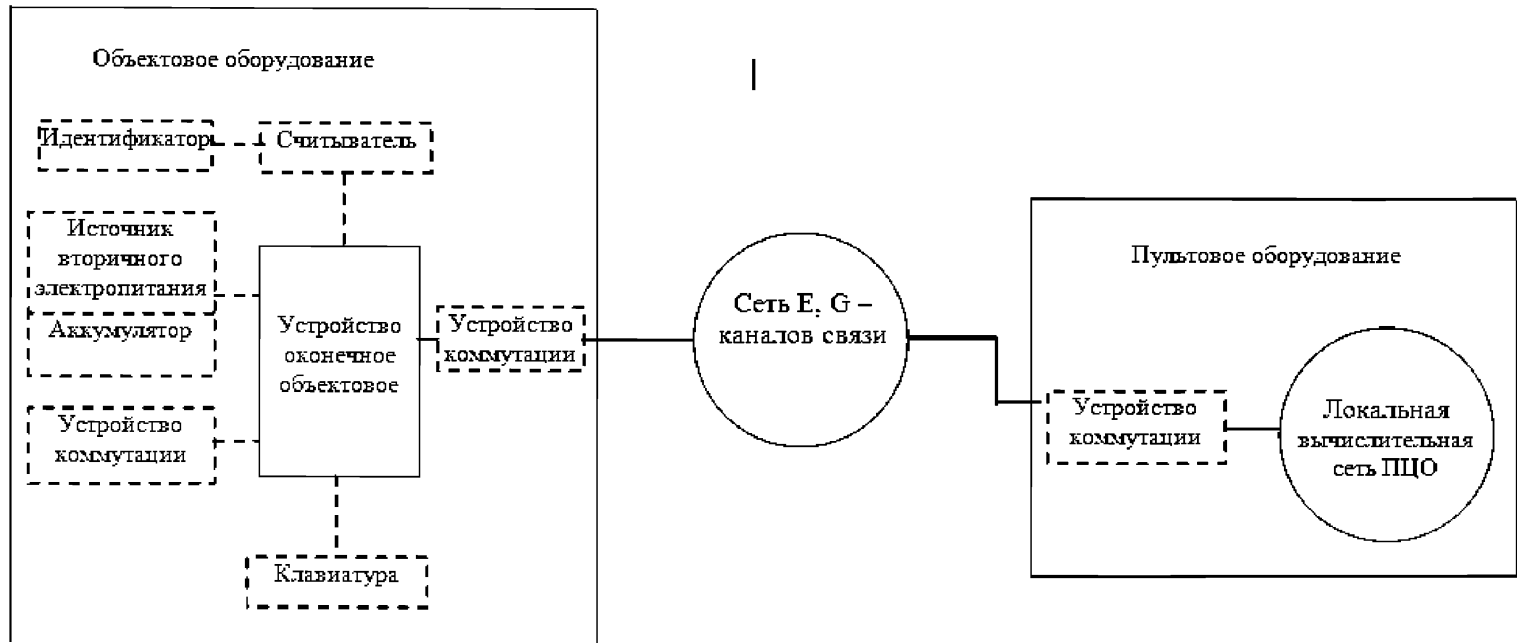 Объектовое оборудование
Идентификатор
Считыватель
Источник
вторичного
электропитания
Аккумулятор
Устройство
коммутации
Устройство
оконечное
объектовое
Устройство
коммутации
Клавиатура
Сеть E, G –
каналов связи
Пультовое оборудование
Устройство
коммутации
Локальная
вычислительная
сеть ПЦО